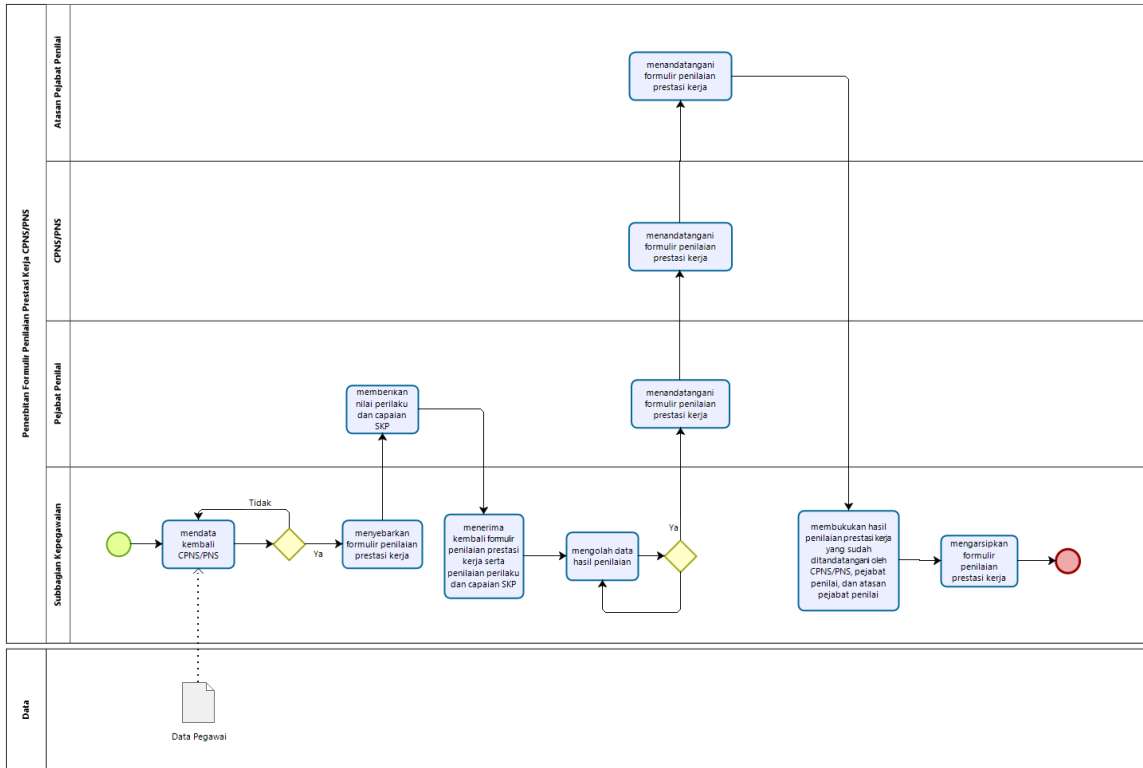 Penerbitan Formulir Penilaian Prestasi Kerja CPNS/PNS
Atasan Pejabat Penilai
menandatangani
formulir penilaian
prestasi kerja
CPNS/PNS
menandatangani
formulir penilaian
prestasi kerja
Pejabat Penilai
memberikan
nilai perilaku
dan capaian
SKP
menandatangani
formulir penilaian
prestasi kerja
Subbagian Kepegawaian
mendata
kembali
CPNS/PNS
Tidak
Ya
menyebarkan
formulir penilaian
prestasi kerja
menerima
kembali formulir
penilaian prestasi
kerja serta
penilaian perilaku
dan capaian SKP
mengolah data
hasil penilaian
Ya
membukukan hasil
penilaian prestasi kerja
yang sudah
ditandatangani oleh
CPNS/PNS, pejabat
penilai, dan atasan
pejabat penilai
mengarsipkan
formulir
penilaian
prestasi kerja
Data
Data Pegawai